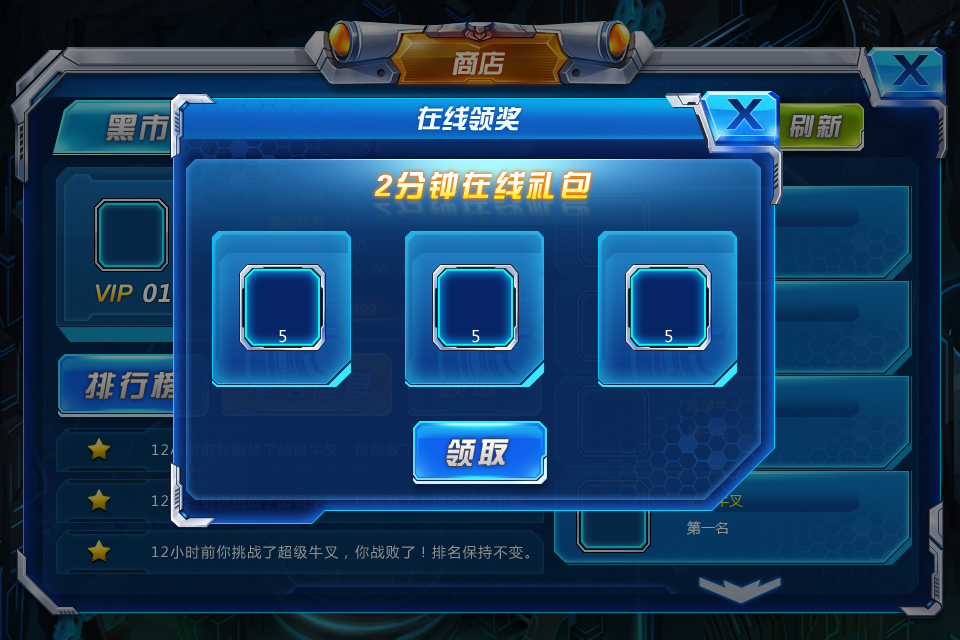 商店
黑市
刷新
在线领奖
2分钟在线礼包
VIP 01
5
5
5
排行榜
领取
12
12
牛叉
第一名
12小时前你挑战了超级牛叉，你战败了！排名保持不变。